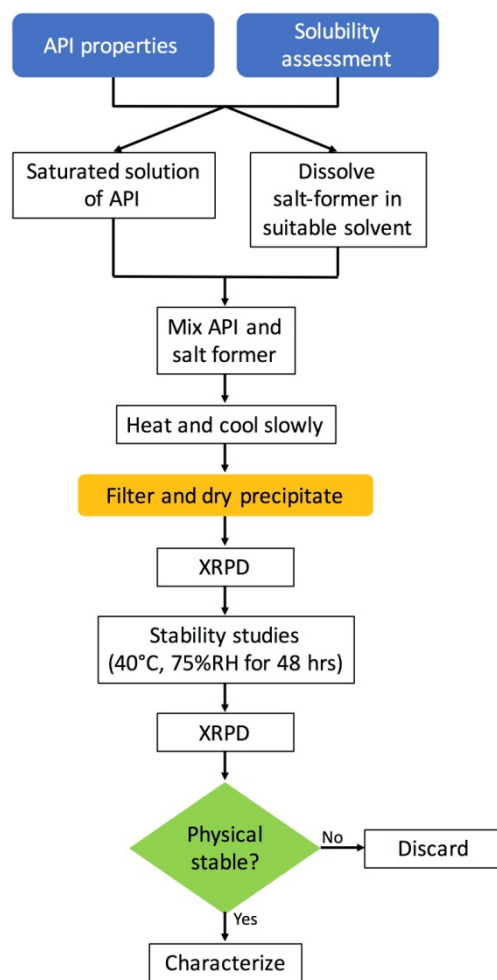 API properties
Solubility
assessment
Saturated solution
of API
Dissolve
salt-former in
suitable solvent
Mix API and
salt former
Heat and cool slowly
Filter and dry precipitate
XRPD
Stability studies
(40°C, 75%RH for 48 hrs)
XRPD
Physical
stable?
No
Discard
Yes
Characterize